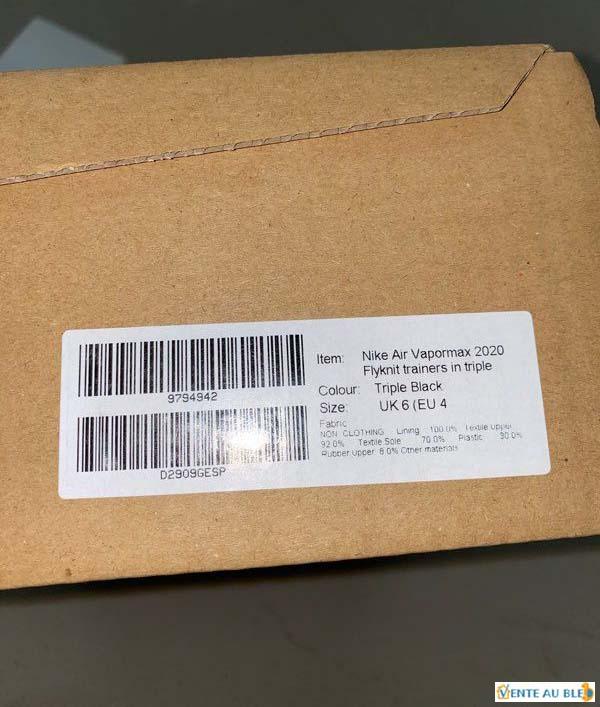 9794942
D2909GESP
Item: Nike Air Vapormax 2020
Flyknit trainers in triple
Colour: Triple Black
Size: UK 6 (EU 4
Fabric
NON CLOTHING Lining 100.0% Textile Upper
92.0% Textile Sole 70.0% Plastic 30.0%
Rubber Upper 8.0% Other materials
VENTE AU BLED